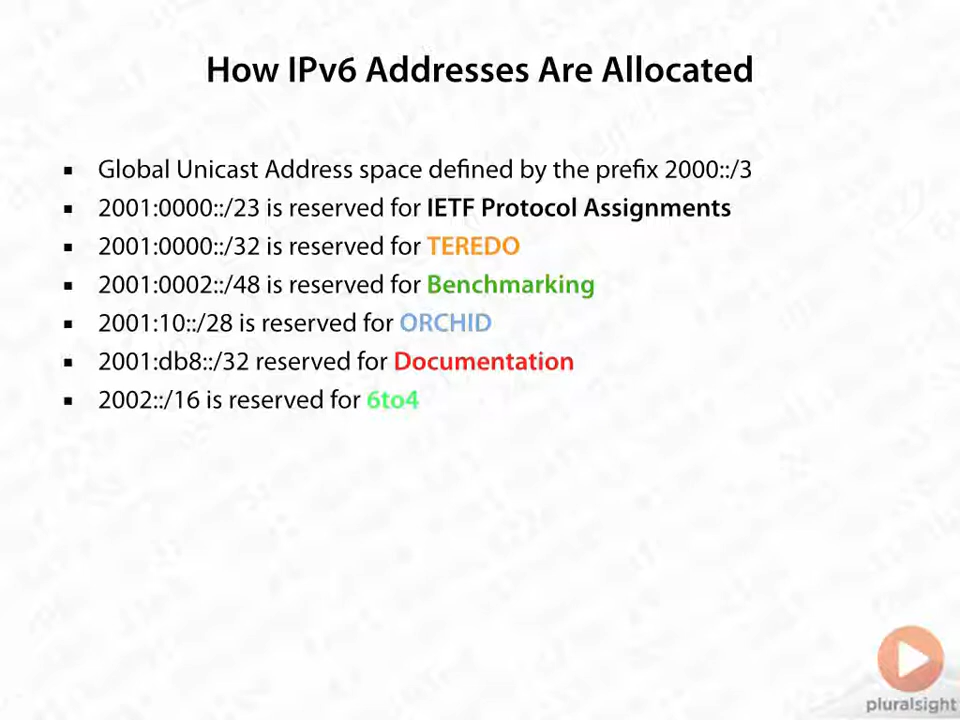 How IPv6 Addresses Are Allocated
▪ Global Unicast Address space defined by the prefix 2000::/3
▪ 2001:0000::/23 is reserved for IETF Protocol Assignments
▪ 2001:0000::/32 is reserved for TEREDO
▪ 2001:0002::/48 is reserved for Benchmarking
▪ 2001:10::/28 is reserved for ORCHID
▪ 2001:db8::/32 reserved for Documentation
▪ 2002::/16 is reserved for 6to4
pluralsight